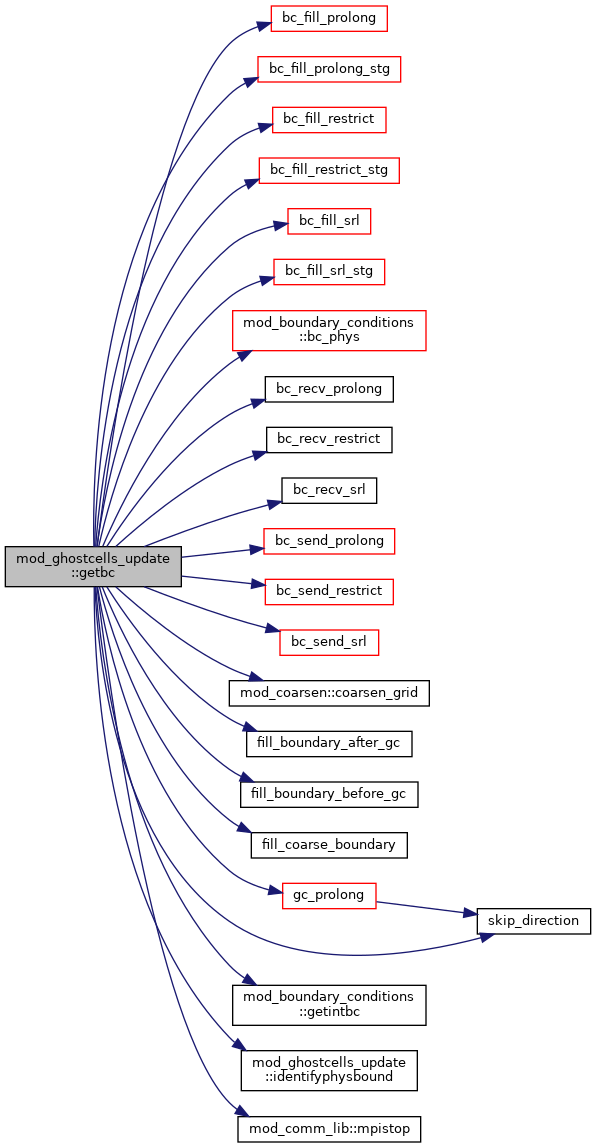 bc_fill_prolong
bc_fill_prolong_stg
bc_fill_restrict
bc_fill_restrict_stg
bc_fill_srl
bc_fill_srl_stg
mod_boundary_conditions
::bc_phys
bc_recv_prolong
bc_recv_restrict
bc_recv_srl
mod_ghostcells_update
::getbc
bc_send_prolong
bc_send_restrict
bc_send_srl
mod_coarsen::coarsen_grid
fill_boundary_after_gc
fill_boundary_before_gc
fill_coarse_boundary
gc_prolong
skip_direction
mod_boundary_conditions
::getintbc
mod_ghostcells_update
::identifyphysbound
mod_comm_lib::mpistop